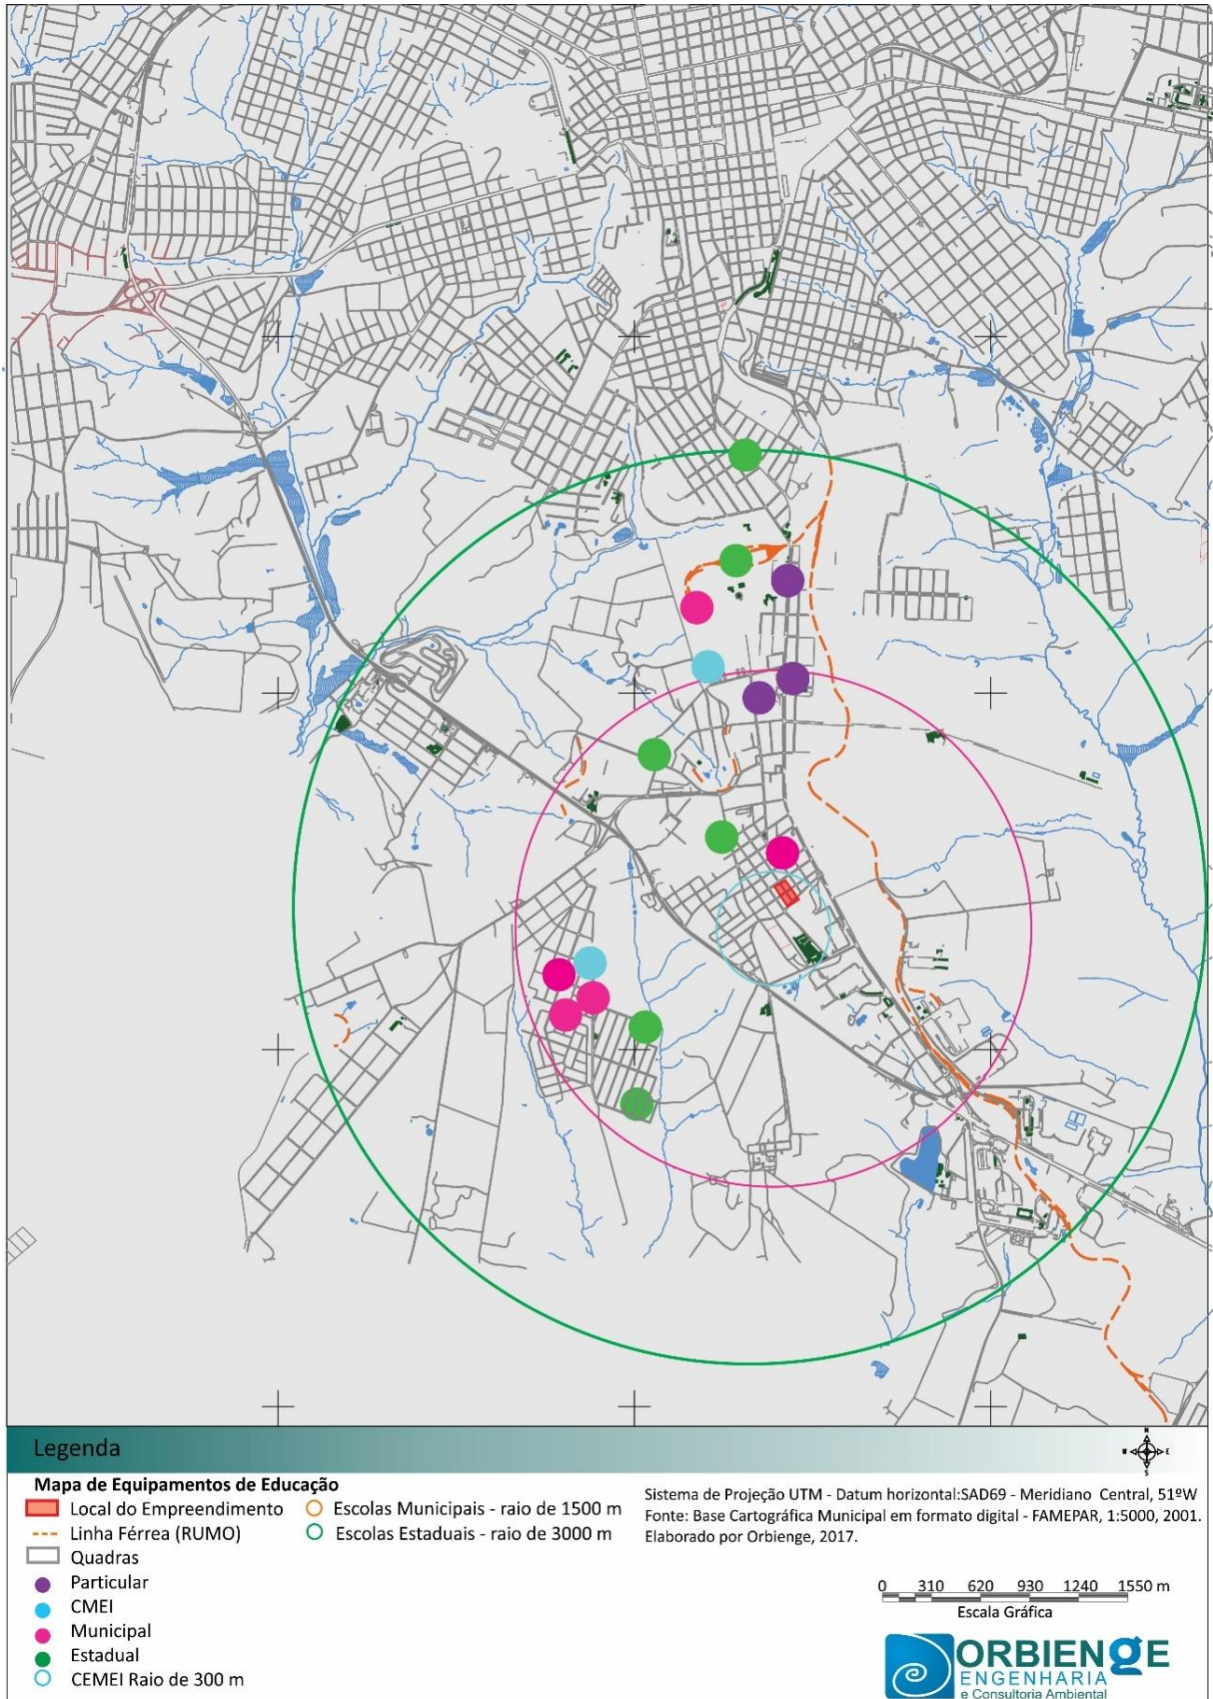 Legenda
N
W E
S
Mapa de Equipamentos de Educação
Local do Empreendimento
Linha Férrea (RUMO)
Quadras
Particular
CMEI
Municipal
Estadual
CEMEI Raio de 300 m
Escolas Municipais - raio de 1500 m
Escolas Estaduais - raio de 3000 m
Sistema de Projeção UTM - Datum horizontal:SAD69 - Meridiano Central, 51ºW
Fonte: Base Cartográfica Municipal em formato digital - FAMEPAR, 1:5000, 2001.
Elaborado por Orbienge, 2017.
0 310 620 930 1240 1550 m
Escala Gráfica
ORBIENGE
ENGENHARIA
e Consultoria Ambiental